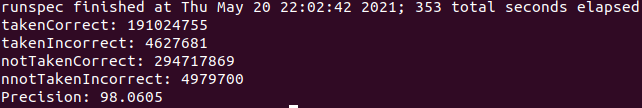 runspec finished at Thu May 20 22:02:42 2021; 353 total seconds elapsed
takenCorrect: 191024755
takenIncorrect: 4627681
notTakenCorrect: 294717869
nnotTakenIncorrect: 4979700
Precision: 98.0605